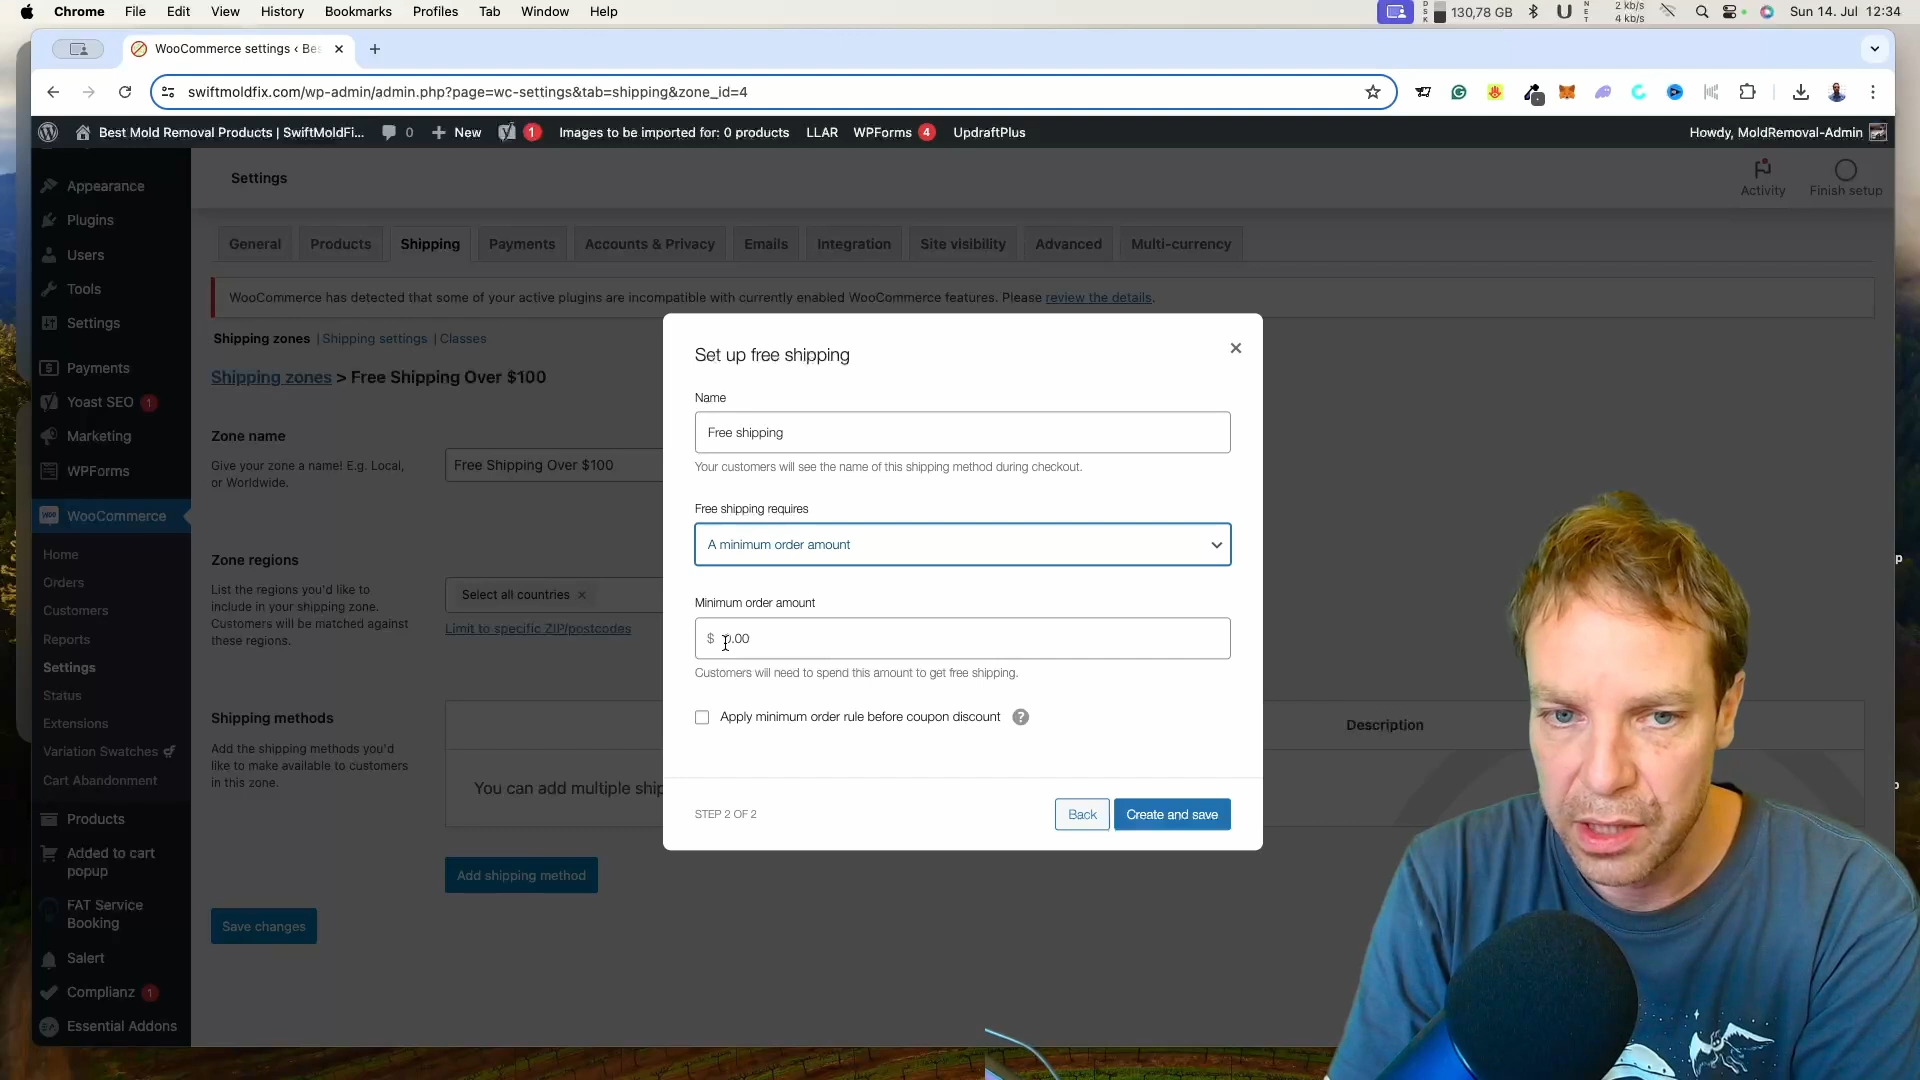 Chrome File Edit View History Bookmarks Profiles Tab Window Help
130,78 GB
2 kb/s
4 kb/s
Sun 14. Jul 12:34
WooCommerce settings ‹ Bes
swiftmoldfix.com/wp-admin/admin.php?page=wc-settings&tab=shipping&zone_id=4
Best Mold Removal Products | SwiftMoldFi... 0 New 1 Images to be imported for: 0 products LLAR WPForms 4 UpdraftPlus Howdy, MoldRemoval-Admin
Appearance
Plugins
Users
Tools
Settings
Payments
Yoast SEO 1
Marketing
WPForms
WooCommerce
Home
Orders
Customers
Reports
Settings
Status
Extensions
Variation Swatches
Cart Abandonment
Products
Added to cart
popup
FAT Service
Booking
Salert
Complianz 1
Essential Addons
Settings
Activity
Finish setup
General Products Shipping Payments Accounts & Privacy Emails Integration Site visibility Advanced Multi-currency
WooCommerce has detected that some of your active plugins are incompatible with currently enabled WooCommerce features. Please review the details.
Shipping zones | Shipping settings | Classes
Shipping zones > Free Shipping Over $100
Zone name
Give your zone a name! E.g. Local,
or Worldwide.
Free Shipping Over $100
Zone regions
List the regions you'd like to
include in your shipping zone.
Customers will be matched against
these regions.
Select all countries ×
Limit to specific ZIP/postcodes
Shipping methods
Add the shipping methods you'd
like to make available to customers
in this zone.
Description
You can add multiple ship
Add shipping method
Save changes
Set up free shipping
Name
Free shipping
Your customers will see the name of this shipping method during checkout.
Free shipping requires
A minimum order amount
Minimum order amount
$ 0.00
Customers will need to spend this amount to get free shipping.
Apply minimum order rule before coupon discount ?
STEP 2 OF 2
Back
Create and save